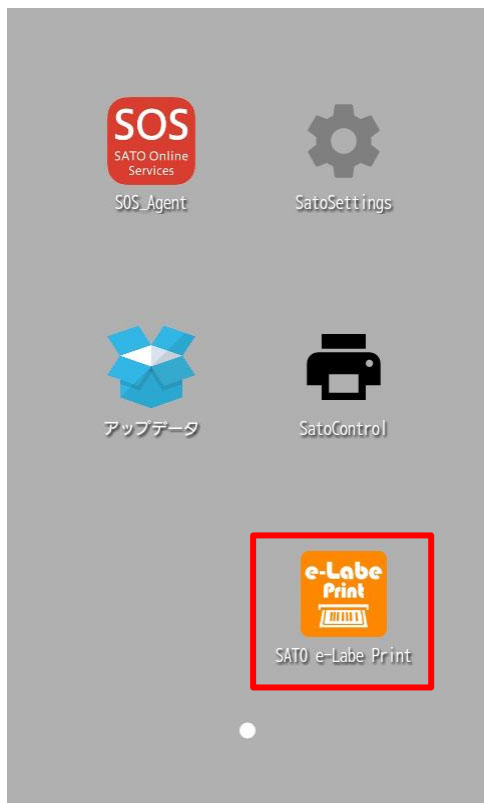 SOS
SATO Online
Services
SOS_Agent
SatoSettings
アップデータ
SatoControl
e-Labe
Print
SATO e-Labe Print